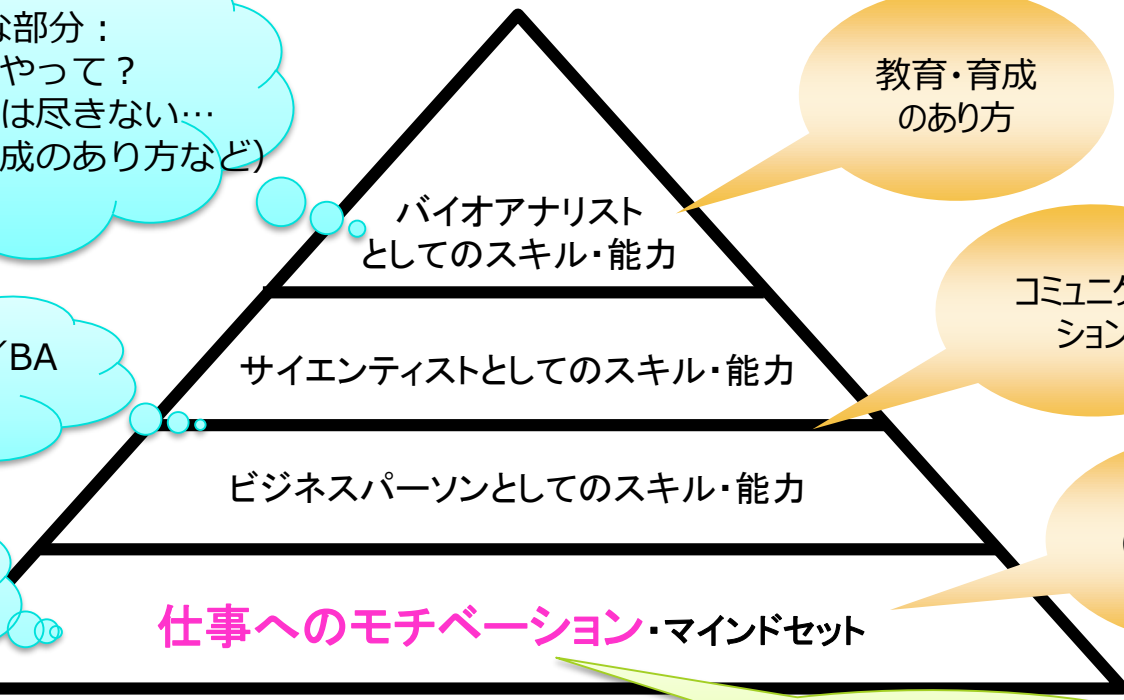 な部分：
やって？
は尽きない…
成のあり方など）
教育・育成
のあり方
バイオアナリスト
としてのスキル・能力
コミュニケ
ション
／BA
サイエンティストとしてのスキル・能力
ビジネスパーソンとしてのスキル・能力
仕事へのモチベーション・マインドセット